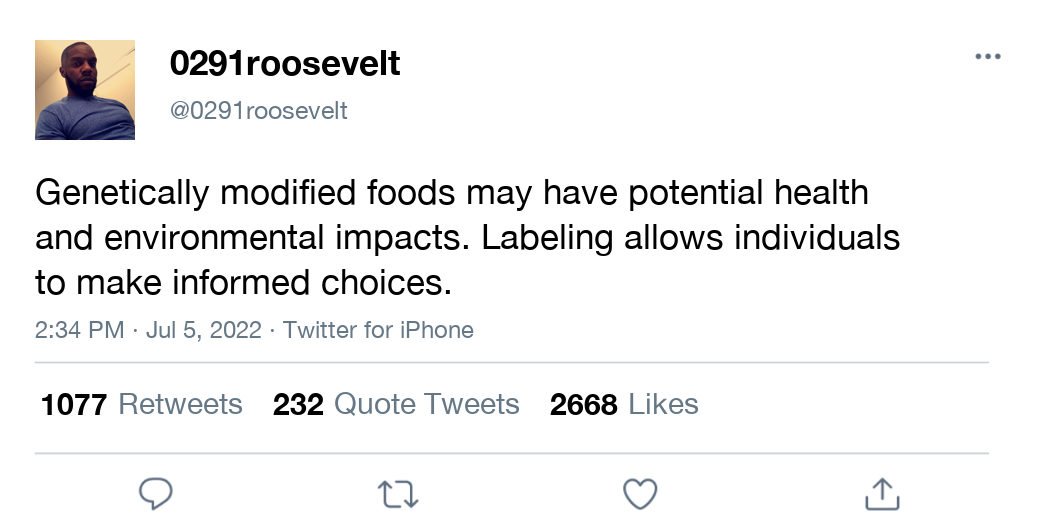 0291roosevelt
@0291roosevelt
Genetically modified foods may have potential health
and environmental impacts. Labeling allows individuals
to make informed choices.
2:34 PM · Jul 5, 2022 · Twitter for iPhone
1077 Retweets 232 Quote Tweets 2668 Likes